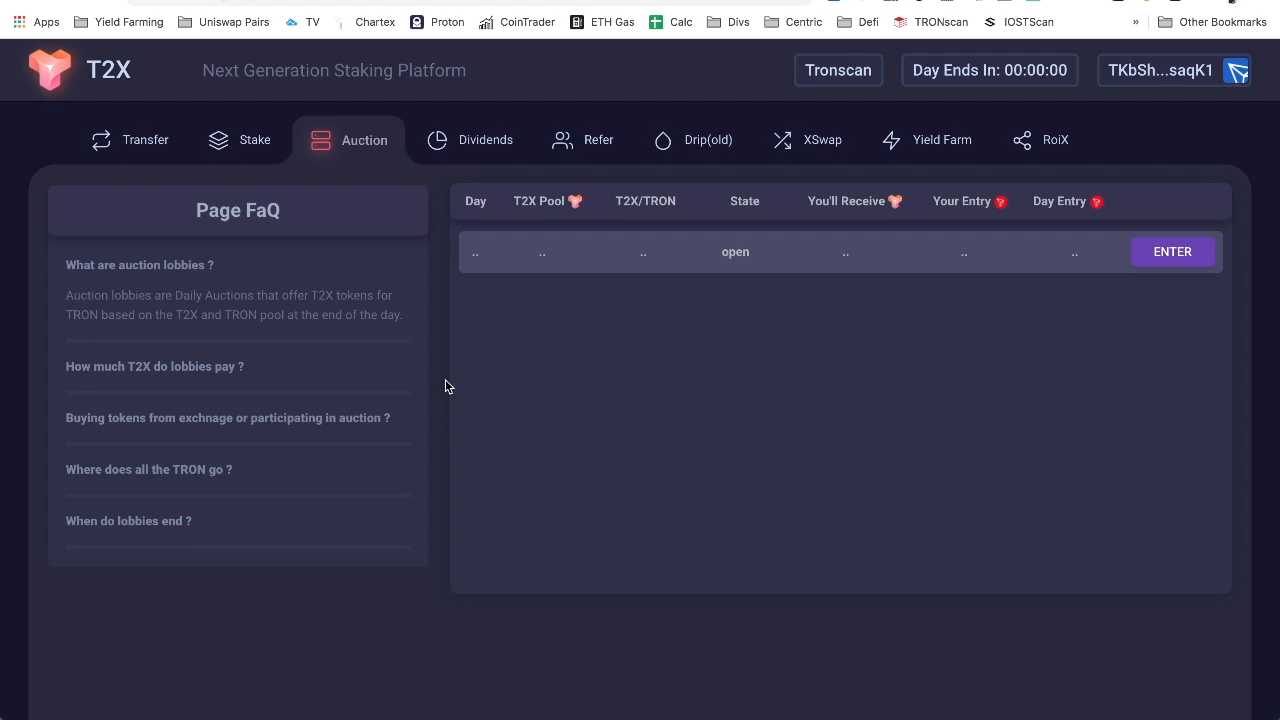 Apps Yield Farming Uniswap Pairs TV Chartex Proton CoinTrader ETH Gas Calc Divs Centric Defi TRONscan IOSTScan » Other Bookmarks
T2X Next Generation Staking Platform Tronscan Day Ends In: 00:00:00 TKbSh...saqK1
Transfer Stake Auction Dividends Refer Drip(old) XSwap Yield Farm RoiX
Page FaQ
What are auction lobbies ?
Auction lobbies are Daily Auctions that offer T2X tokens for
TRON based on the T2X and TRON pool at the end of the day.
How much T2X do lobbies pay ?
Buying tokens from exchnage or participating in auction ?
Where does all the TRON go ?
When do lobbies end ?
Day T2X Pool T2X/TRON State You'll Receive Your Entry Day Entry
.. .. .. open .. .. .. ENTER